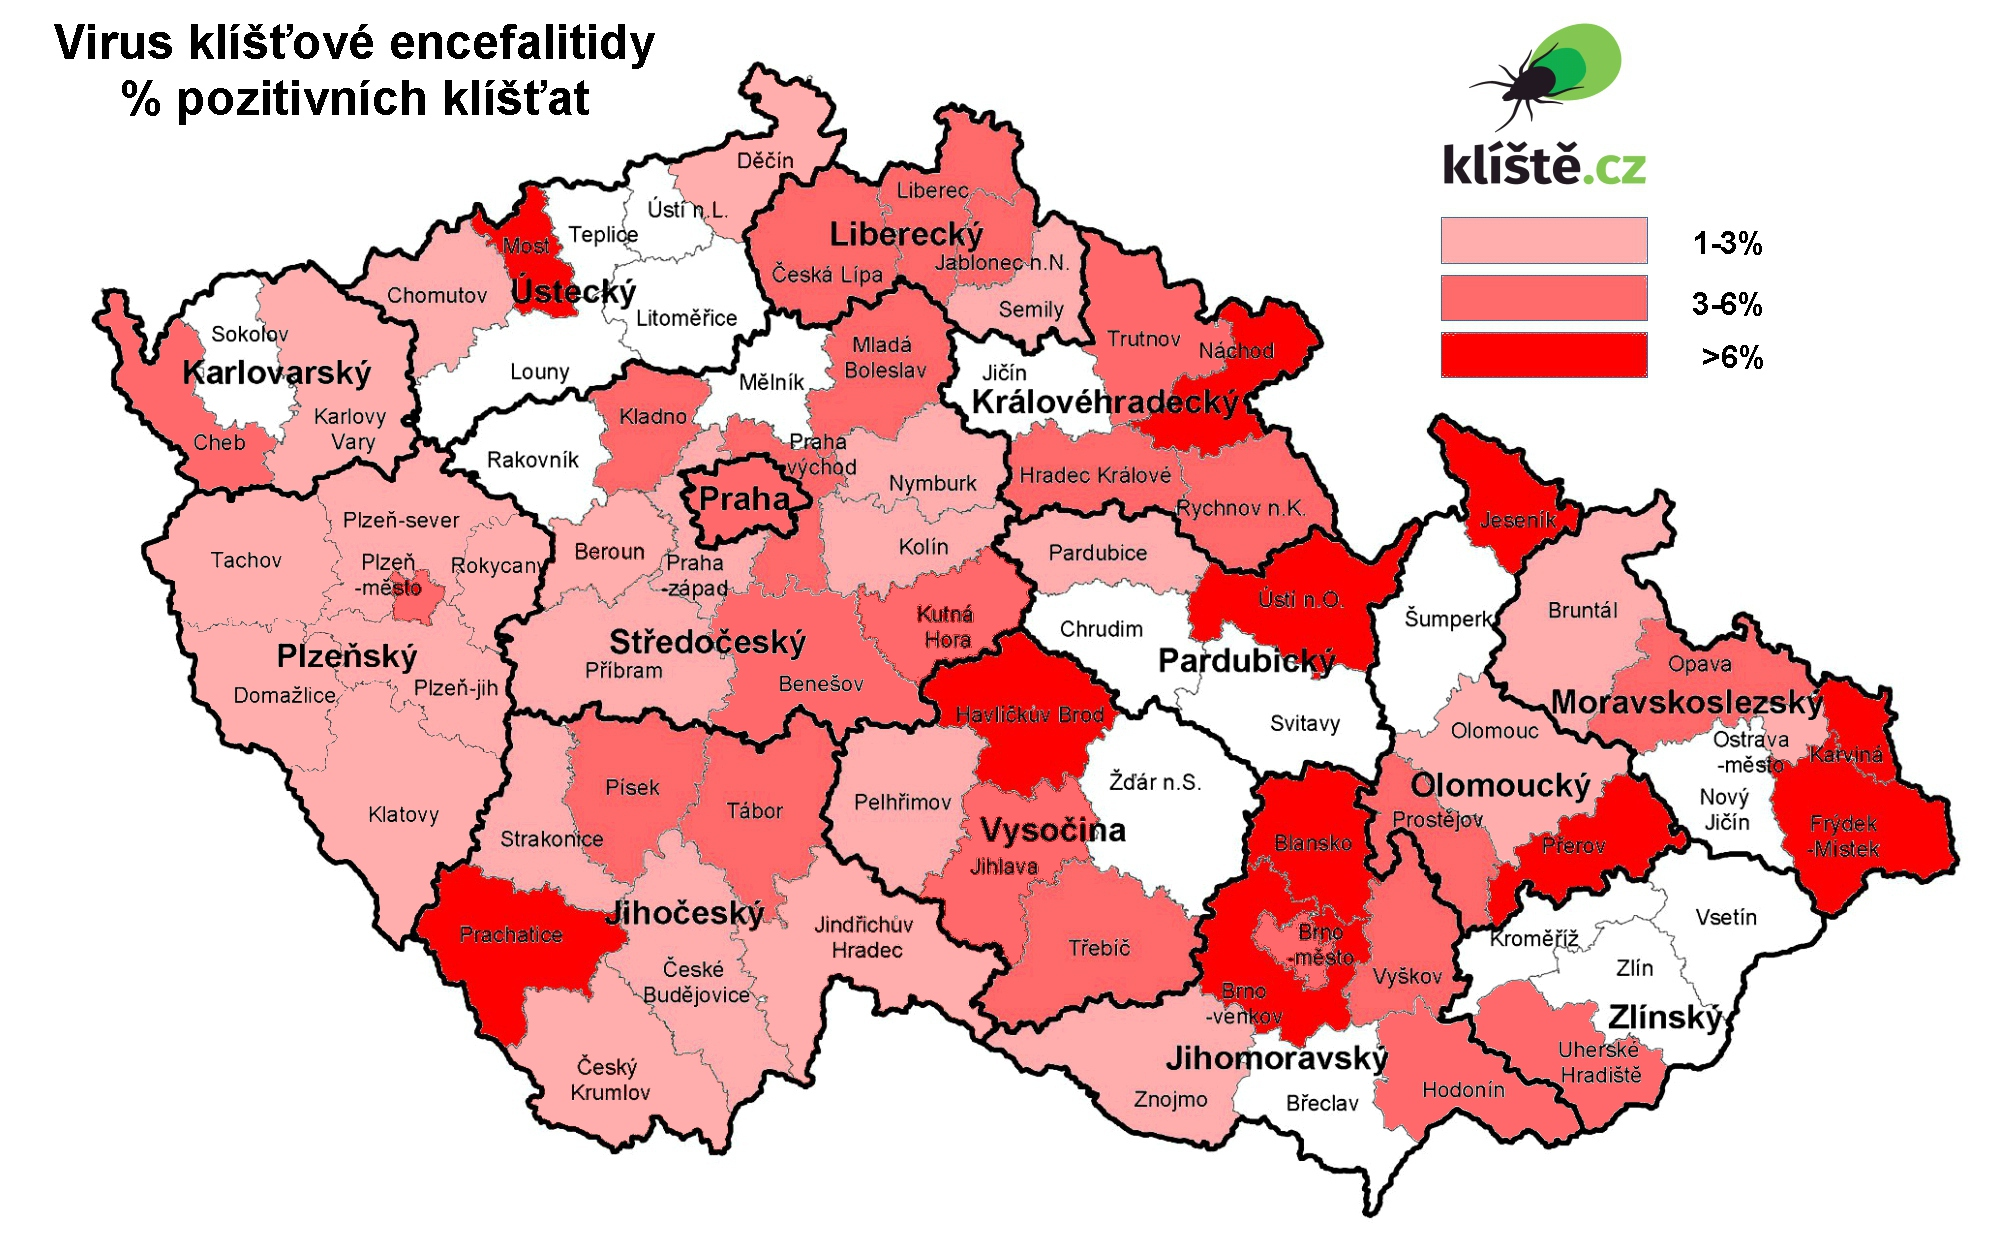 Virus klíšťové encefalitidy
% pozitivních klíšťat
klíště.cz
1-3%
3-6%
>6%
Děčín
Ústí n.L.
Teplice
Most
Chomutov
Ústecký
Litoměřice
Louny
Liberec
Liberecký
Česká Lípa
Jablonec n.N.
Semily
Sokolov
Karlovarský
Karlovy
Vary
Cheb
Mladá
Boleslav
Mělník
Kladno
Rakovník
Praha
východ
Praha
Nymburk
Kolín
Beroun
Praha
-západ
Kutná
Hora
Středočeský
Příbram
Benešov
Jičín
Trutnov
Náchod
Královéhradecký
Hradec Králové
Rychnov n.K.
Plzeň-sever
Tachov
Plzeň
-město
Rokycany
Plzeňský
Domažlice
Plzeň-jih
Klatovy
Pardubice
Ústí n.O.
Chrudim
Pardubický
Svitavy
Jeseník
Šumperk
Olomouc
Olomoucký
Prostějov
Přerov
Bruntál
Opava
Moravskoslezský
Ostrava
-město
Karviná
Nový
Jičín
Frýdek
-Místek
Havlíčkův Brod
Žďár n.S.
Pelhřimov
Vysočina
Jihlava
Třebíč
Písek
Tábor
Strakonice
Jihočeský
Prachatice
Jindřichův
Hradec
České
Budějovice
Český
Krumlov
Blansko
Brno
-město
Vyškov
Brno
-venkov
Jihomoravský
Znojmo
Břeclav
Hodonín
Vsetín
Kroměříž
Zlín
Zlínský
Uherské
Hradiště